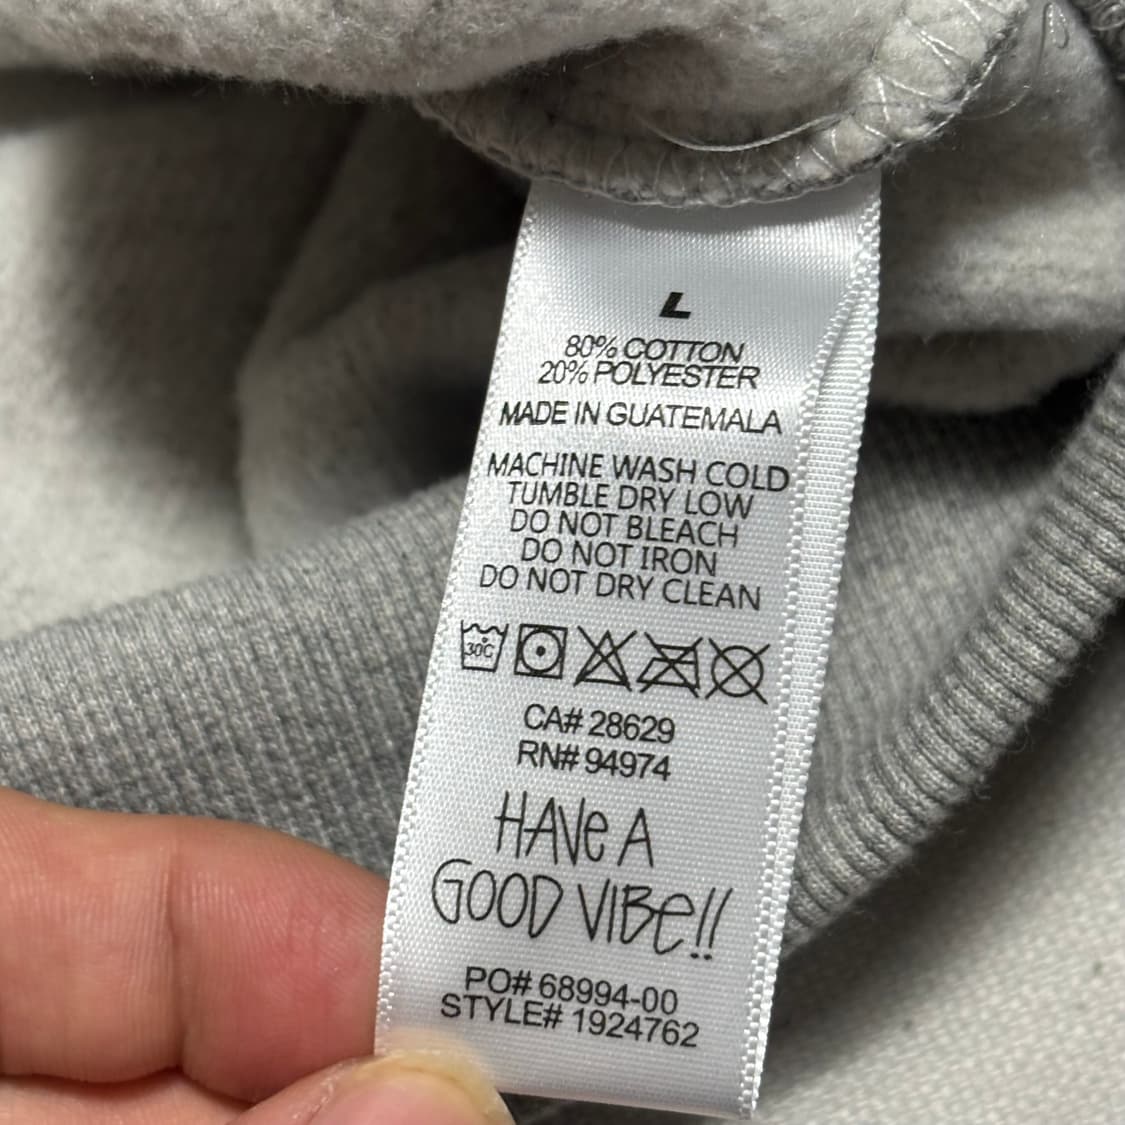 L
80% COTTON
20% POLYESTER
MADE IN GUATEMALA
MACHINE WASH COLD
TUMBLE DRY LOW
DO NOT BLEACH
DO NOT IRON
DO NOT DRY CLEAN
30C
CA# 28629
RN# 94974
HAVe A
GOOD VIBe!!
PO# 68994-00
STYLE# 1924762